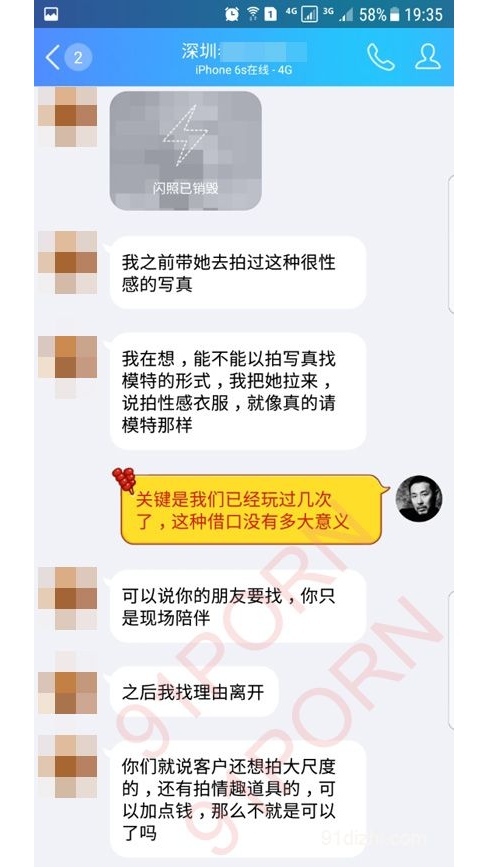 4G 3G 58% 19:35
2
深圳
iPhone 6s在线 - 4G
闪照已销毁
我之前带她去拍过这种很性
感的写真
我在想，能不能以拍写真找
模特的形式，我把她拉来，
说拍性感衣服，就像真的请
模特那样
关键是我们已经玩过几次
了，这种借口没有多大意义
可以说你的朋友要找，你只
是现场陪伴
之后我找理由离开
你们就说客户还想拍大尺度
的，还有拍情趣道具的，可
以加点钱，那么不就是可以
了吗
91PORN
91PORN